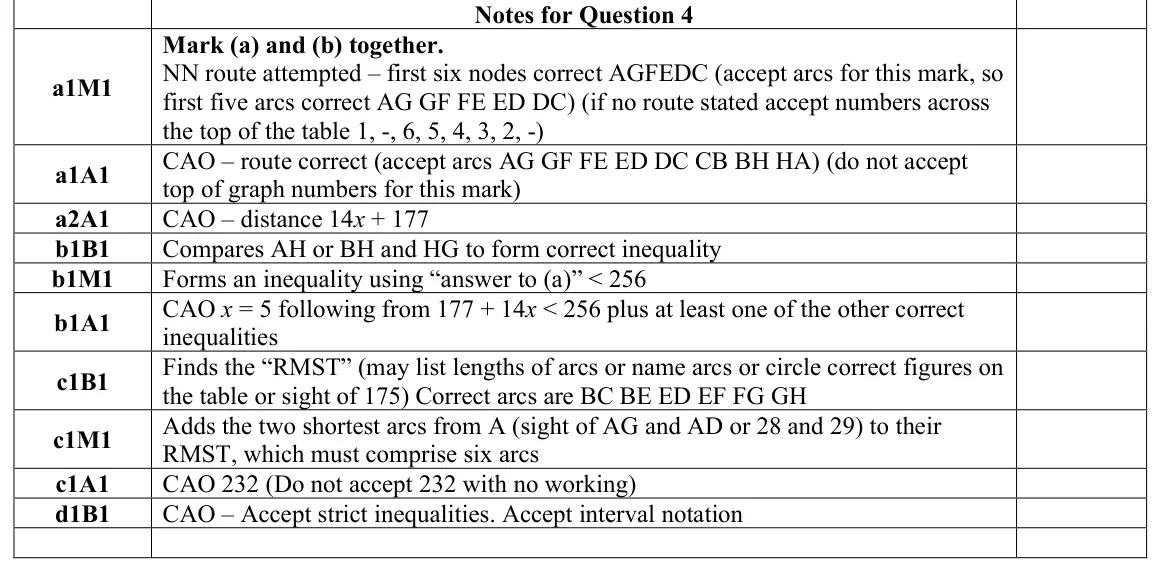 Notes for Question 4
a1M1
Mark (a) and (b) together.
NN route attempted – first six nodes correct AGFEDC (accept arcs for this mark, so
first five arcs correct AG GF FE ED DC) (if no route stated accept numbers across
the top of the table 1, -, 6, 5, 4, 3, 2, -)
a1A1
CAO – route correct (accept arcs AG GF FE ED DC CB BH HA) (do not accept
top of graph numbers for this mark)
a2A1
CAO – distance 14x + 177
b1B1
Compares AH or BH and HG to form correct inequality
b1M1
Forms an inequality using “answer to (a)” < 256
b1A1
CAO x = 5 following from 177 + 14x < 256 plus at least one of the other correct
inequalities
c1B1
Finds the “RMST” (may list lengths of arcs or name arcs or circle correct figures on
the table or sight of 175) Correct arcs are BC BE ED EF FG GH
c1M1
Adds the two shortest arcs from A (sight of AG and AD or 28 and 29) to their
RMST, which must comprise six arcs
c1A1
CAO 232 (Do not accept 232 with no working)
d1B1
CAO – Accept strict inequalities. Accept interval notation